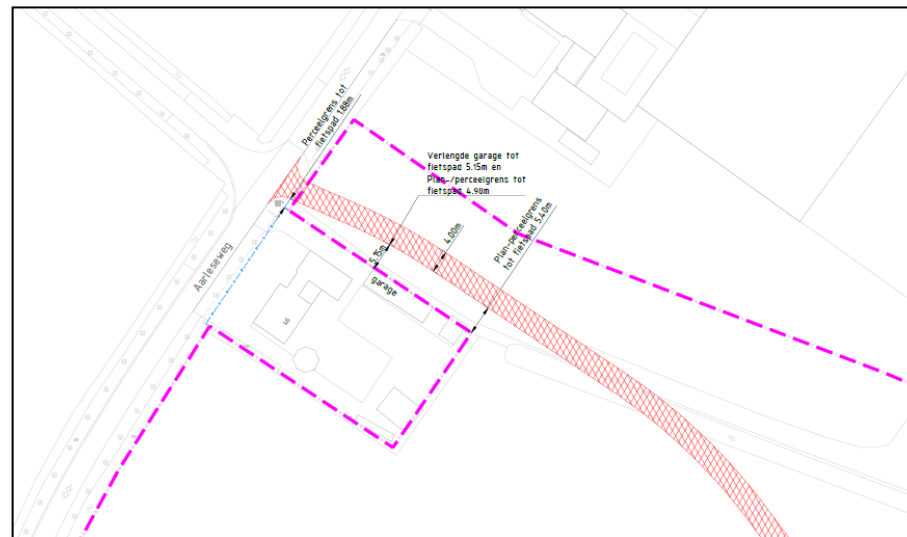 Perceelgrens tot
fietspad 1.88m
Verlengde garage tot
fietspad 5.15m en
Plan-/perceelgrens tot
fietspad 4.98m
Plan-perceelgrens
tot fietspad 5.40m
4.00m
5.15m
garage
Aarleseweg
46